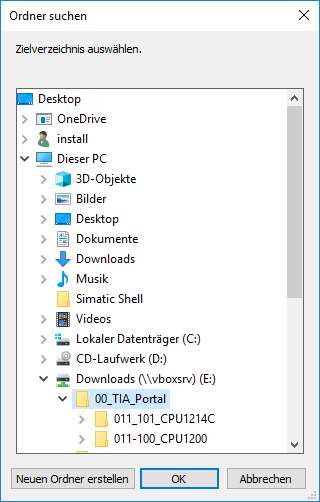 Ordner suchen
Zielverzeichnis auswählen.
Desktop
OneDrive
install
Dieser PC
3D-Objekte
Bilder
Desktop
Dokumente
Downloads
Musik
Simatic Shell
Videos
Lokaler Datenträger (C:)
CD-Laufwerk (D:)
Downloads (\\vboxsrv) (E:)
00_TIA_Portal
011_101_CPU1214C
011-100_CPU1200
Neuen Ordner erstellen
OK
Abbrechen